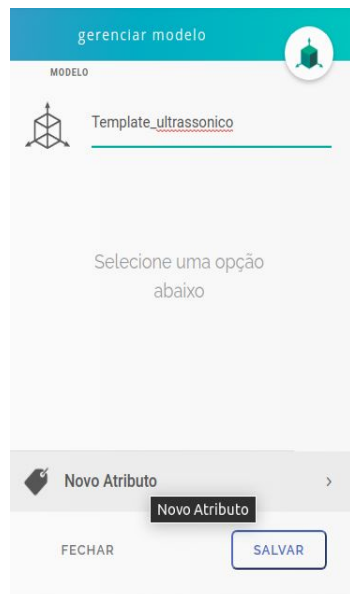 gerenciar modelo
MODELO
Template_ultrassonico
Selecione uma opção
abaixo
Novo Atributo
Novo Atributo
FECHAR
SALVAR